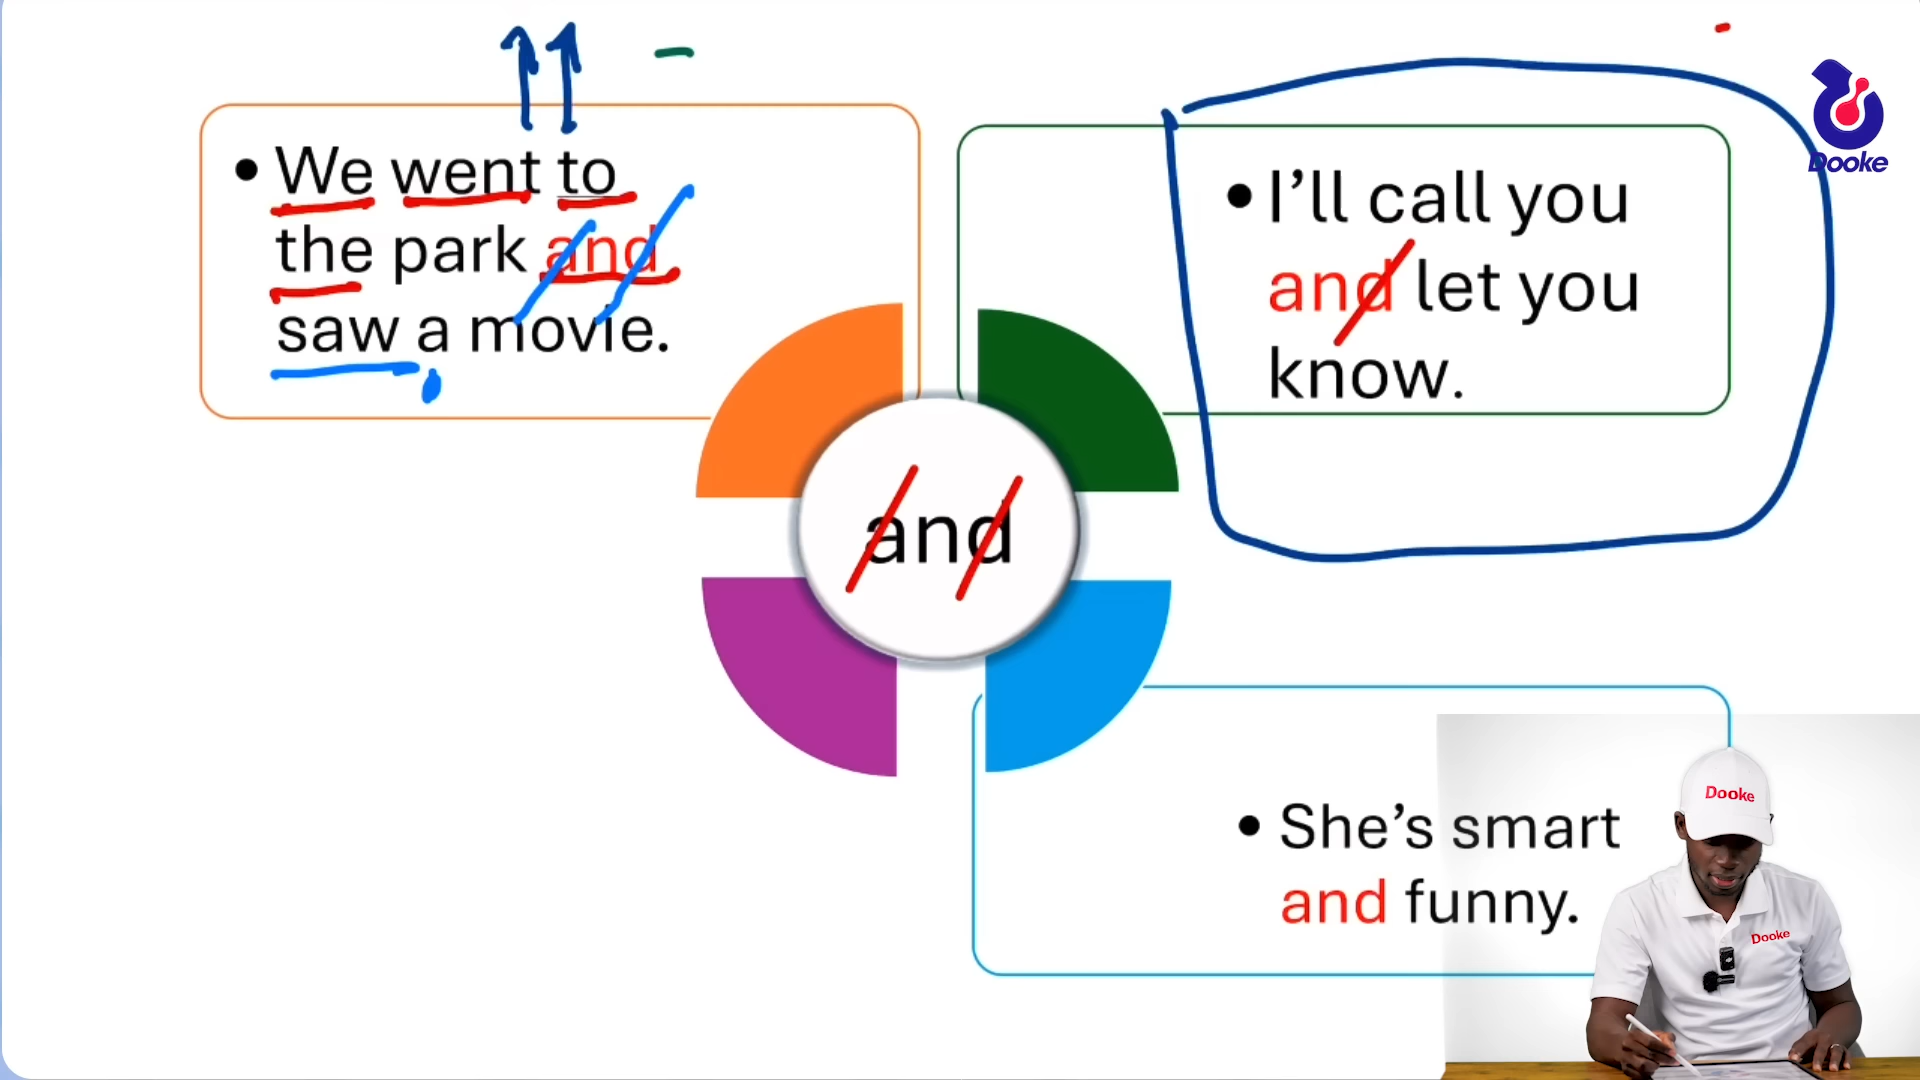 We went to
the park and
saw a movie.
I'll call you
and let you
know.
Dooke
and
She's smart
and funny.
Dooke
Dooke